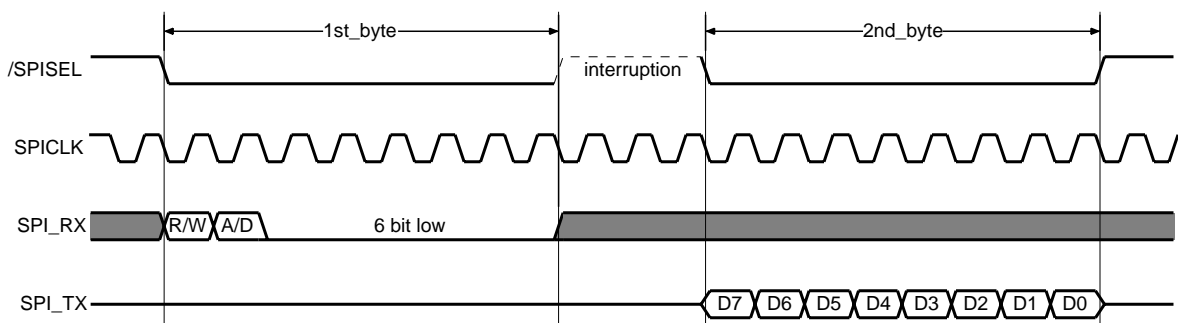 1st_byte 2nd_byte
/SPISEL interruption
SPICLK
SPI_RX R/W A/D 6 bit low
SPI_TX D7 D6 D5 D4 D3 D2 D1 D0